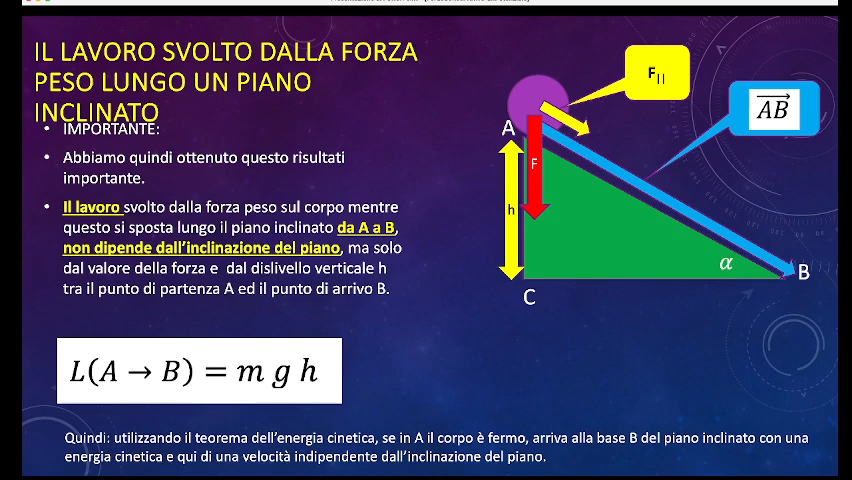 IL LAVORO SVOLTO DALLA FORZA
PESO LUNGO UN PIANO
INCLINATO
• IMPORTANTE:
• Abbiamo quindi ottenuto questo risultati
importante.
• Il lavoro svolto dalla forza peso sul corpo mentre
questo si sposta lungo il piano inclinato da A a B,
non dipende dall'inclinazione del piano, ma solo
dal valore della forza e dal dislivello verticale h
tra il punto di partenza A ed il punto di arrivo B.
L(A → B) = m g h
Quindi: utilizzando il teorema dell'energia cinetica, se in A il corpo è fermo, arriva alla base B del piano inclinato con una
energia cinetica e qui di una velocità indipendente dall'inclinazione del piano.
F||
AB
A
F
h
α
B
C